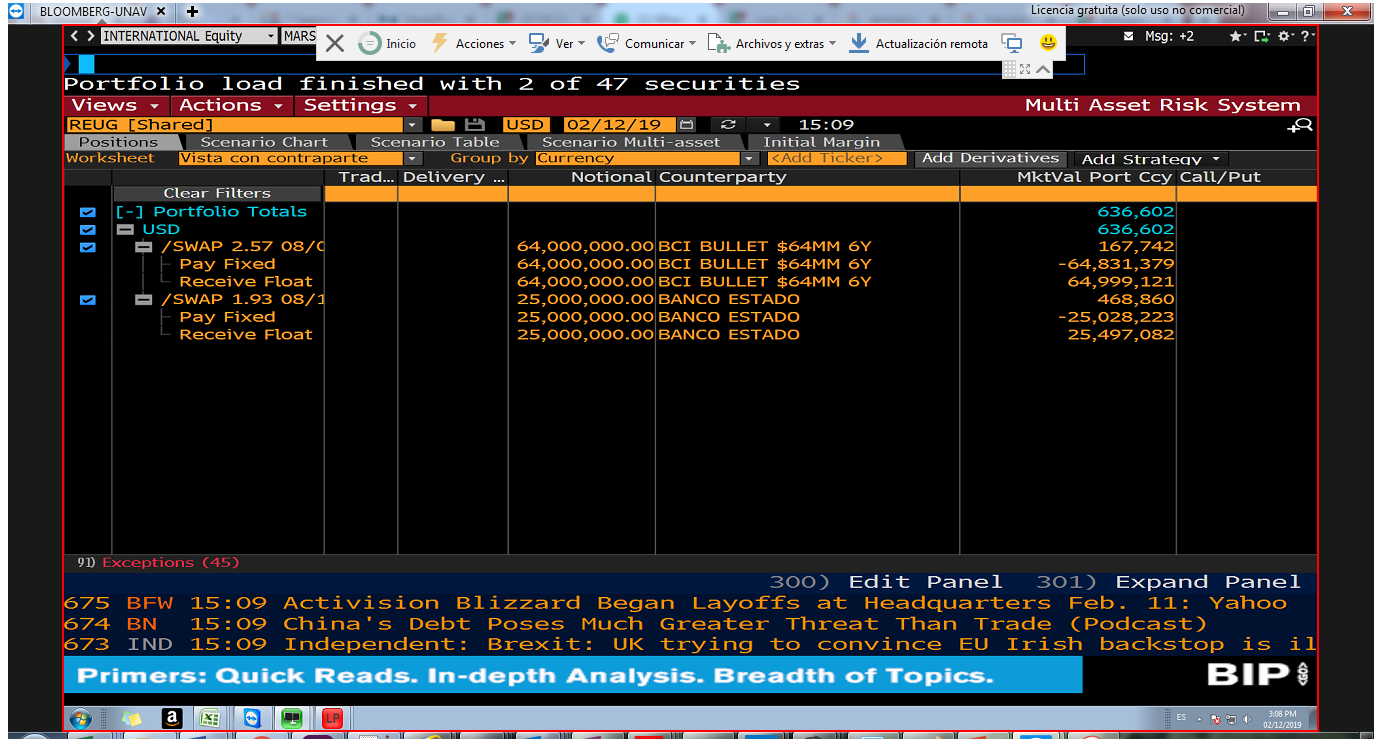 BLOOMBERG-UNAV × + Licencia gratuita (solo uso no comercial)
< > INTERNATIONAL Equity MARS Inicio Acciones Ver Comunicar Archivos y extras Actualización remota Msg: +2 ?
Portfolio load finished with 2 of 47 securities
Views Actions Settings Multi Asset Risk System
REUG [Shared] USD 02/12/19 15:09
Positions Scenario Chart Scenario Table Scenario Multi-asset Initial Margin
Worksheet Vista con contraparte Group by Currency <Add Ticker> Add Derivatives Add Strategy
Trad... Delivery ... Notional Counterparty MktVal Port Ccy Call/Put
Clear Filters
[-] Portfolio Totals 636,602
USD 636,602
/SWAP 2.57 08/0 64,000,000.00 BCI BULLET $64MM 6Y 167,742
Pay Fixed 64,000,000.00 BCI BULLET $64MM 6Y -64,831,379
Receive Float 64,000,000.00 BCI BULLET $64MM 6Y 64,999,121
/SWAP 1.93 08/1 25,000,000.00 BANCO ESTADO 468,860
Pay Fixed 25,000,000.00 BANCO ESTADO -25,028,223
Receive Float 25,000,000.00 BANCO ESTADO 25,497,082
91) Exceptions (45)
300) Edit Panel 301) Expand Panel
675 BFW 15:09 Activision Blizzard Began Layoffs at Headquarters Feb. 11: Yahoo
674 BN 15:09 China's Debt Poses Much Greater Threat Than Trade (Podcast)
673 IND 15:09 Independent: Brexit: UK trying to convince EU Irish backstop is il
Primers: Quick Reads. In-depth Analysis. Breadth of Topics. BIP
a LP ES 3:08 PM
02/12/2019